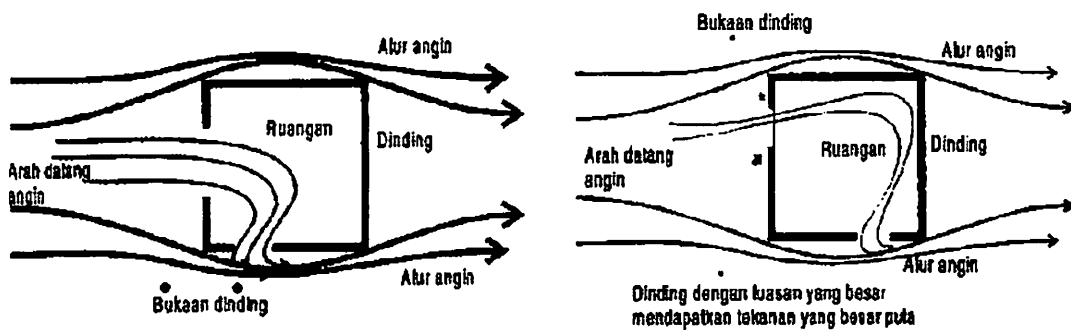 Alur angin
Ruangan
Dinding
Arah datang
angin
Alur angin
Bukaan dinding
Bukaan dinding
Alur angin
Dinding
Ruangan
Arah datang
angin
Alur angin
Dinding dengan luasan yang besar
mendapatkan tekanan yang besar pula